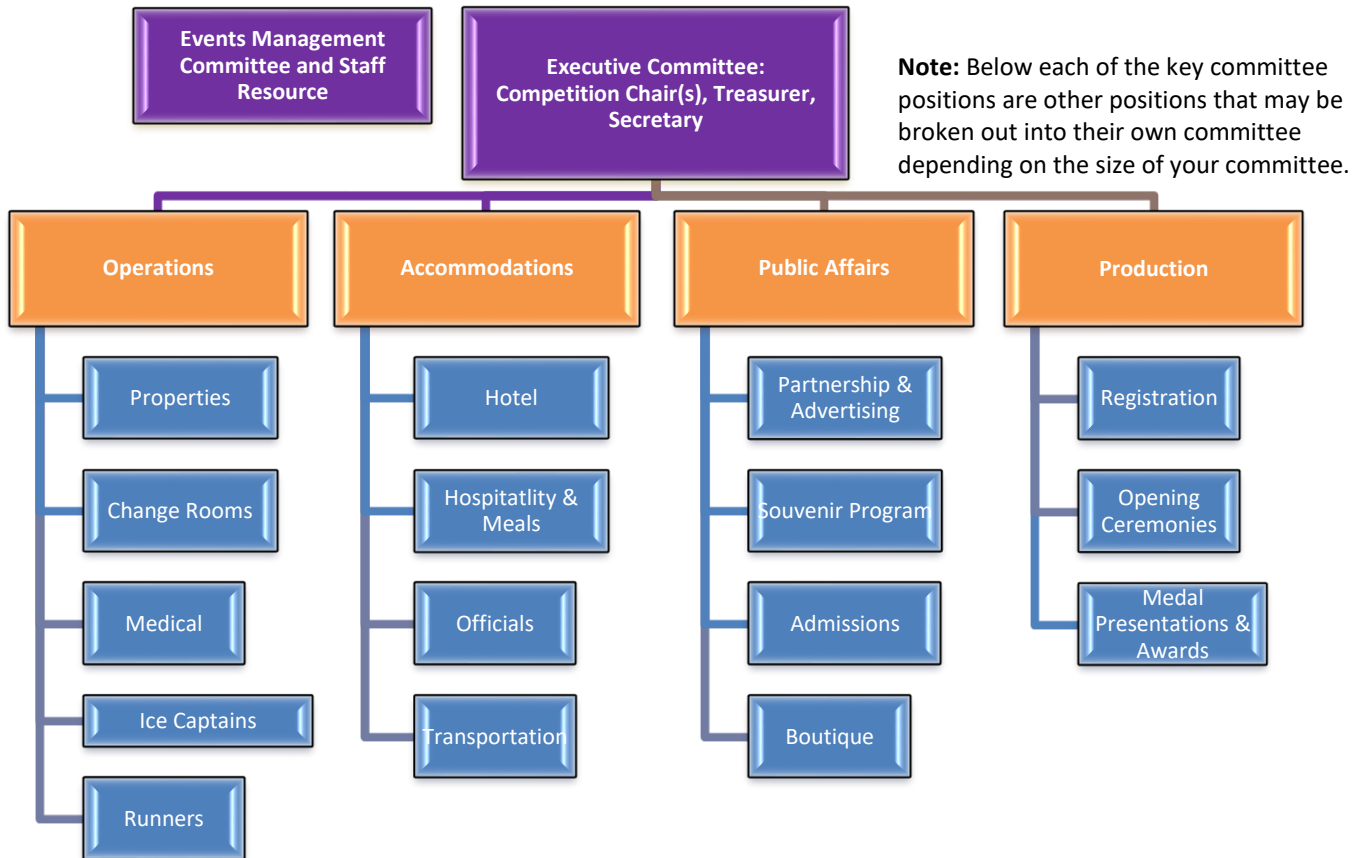 Events Management
Committee and Staff
Resource
Executive Committee:
Competition Chair(s), Treasurer,
Secretary
Note: Below each of the key committee
positions are other positions that may be
broken out into their own committee
depending on the size of your committee.
Operations
Accommodations
Public Affairs
Production
Properties
Change Rooms
Medical
Ice Captains
Runners
Hotel
Hospitatlity &
Meals
Officials
Transportation
Partnership &
Advertising
Souvenir Program
Admissions
Boutique
Registration
Opening
Ceremonies
Medal
Presentations &
Awards